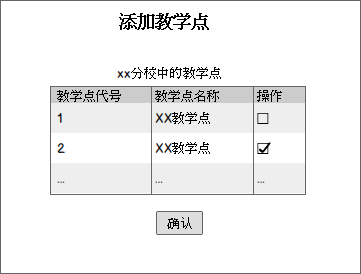 添加教学点
xx分校中的教学点
教学点代号 教学点名称 操作
1 XX教学点
2 XX教学点
... ... ...
确认